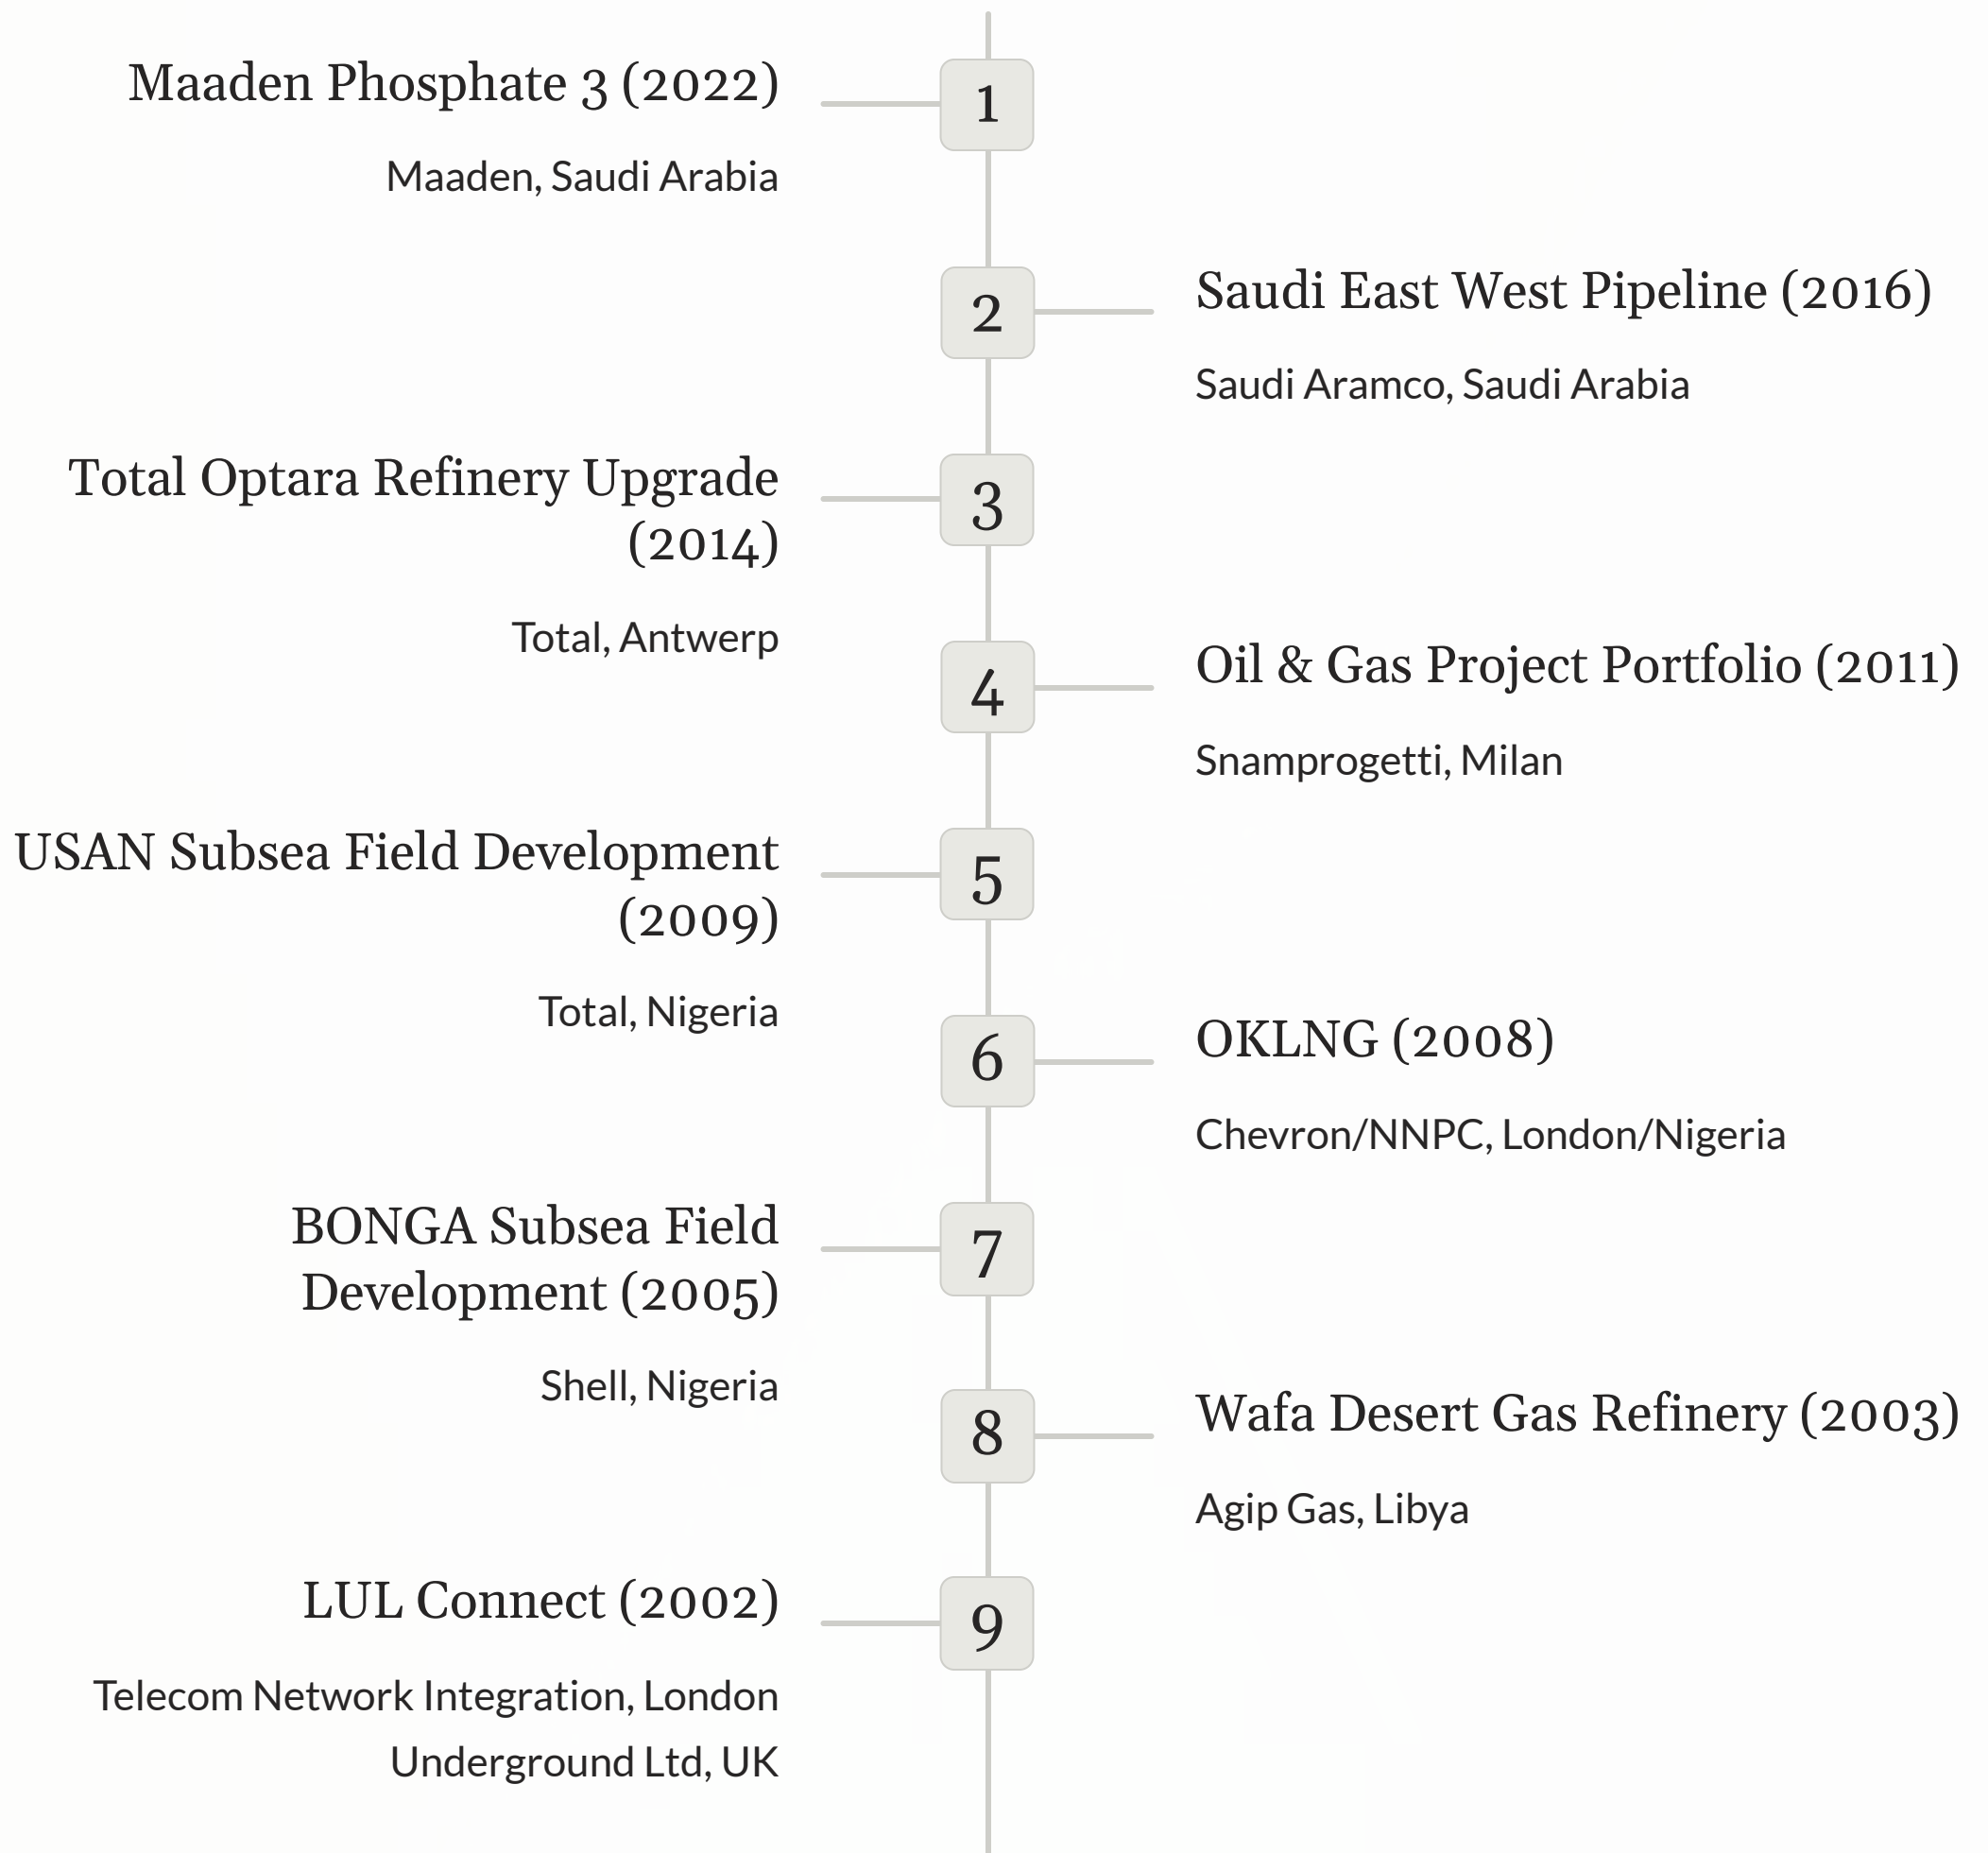 Maaden Phosphate 3 (2022)
Maaden, Saudi Arabia
1
2
Saudi East West Pipeline (2016)
Saudi Aramco, Saudi Arabia
Total Optara Refinery Upgrade
(2014)
Total, Antwerp
3
4
Oil & Gas Project Portfolio (2011)
Snamprogetti, Milan
USAN Subsea Field Development
(2009)
Total, Nigeria
5
6
OKLNG (2008)
Chevron/NNPC, London/Nigeria
BONGA Subsea Field
Development (2005)
Shell, Nigeria
7
8
Wafa Desert Gas Refinery (2003)
Agip Gas, Libya
LUL Connect (2002)
Telecom Network Integration, London
Underground Ltd, UK
9